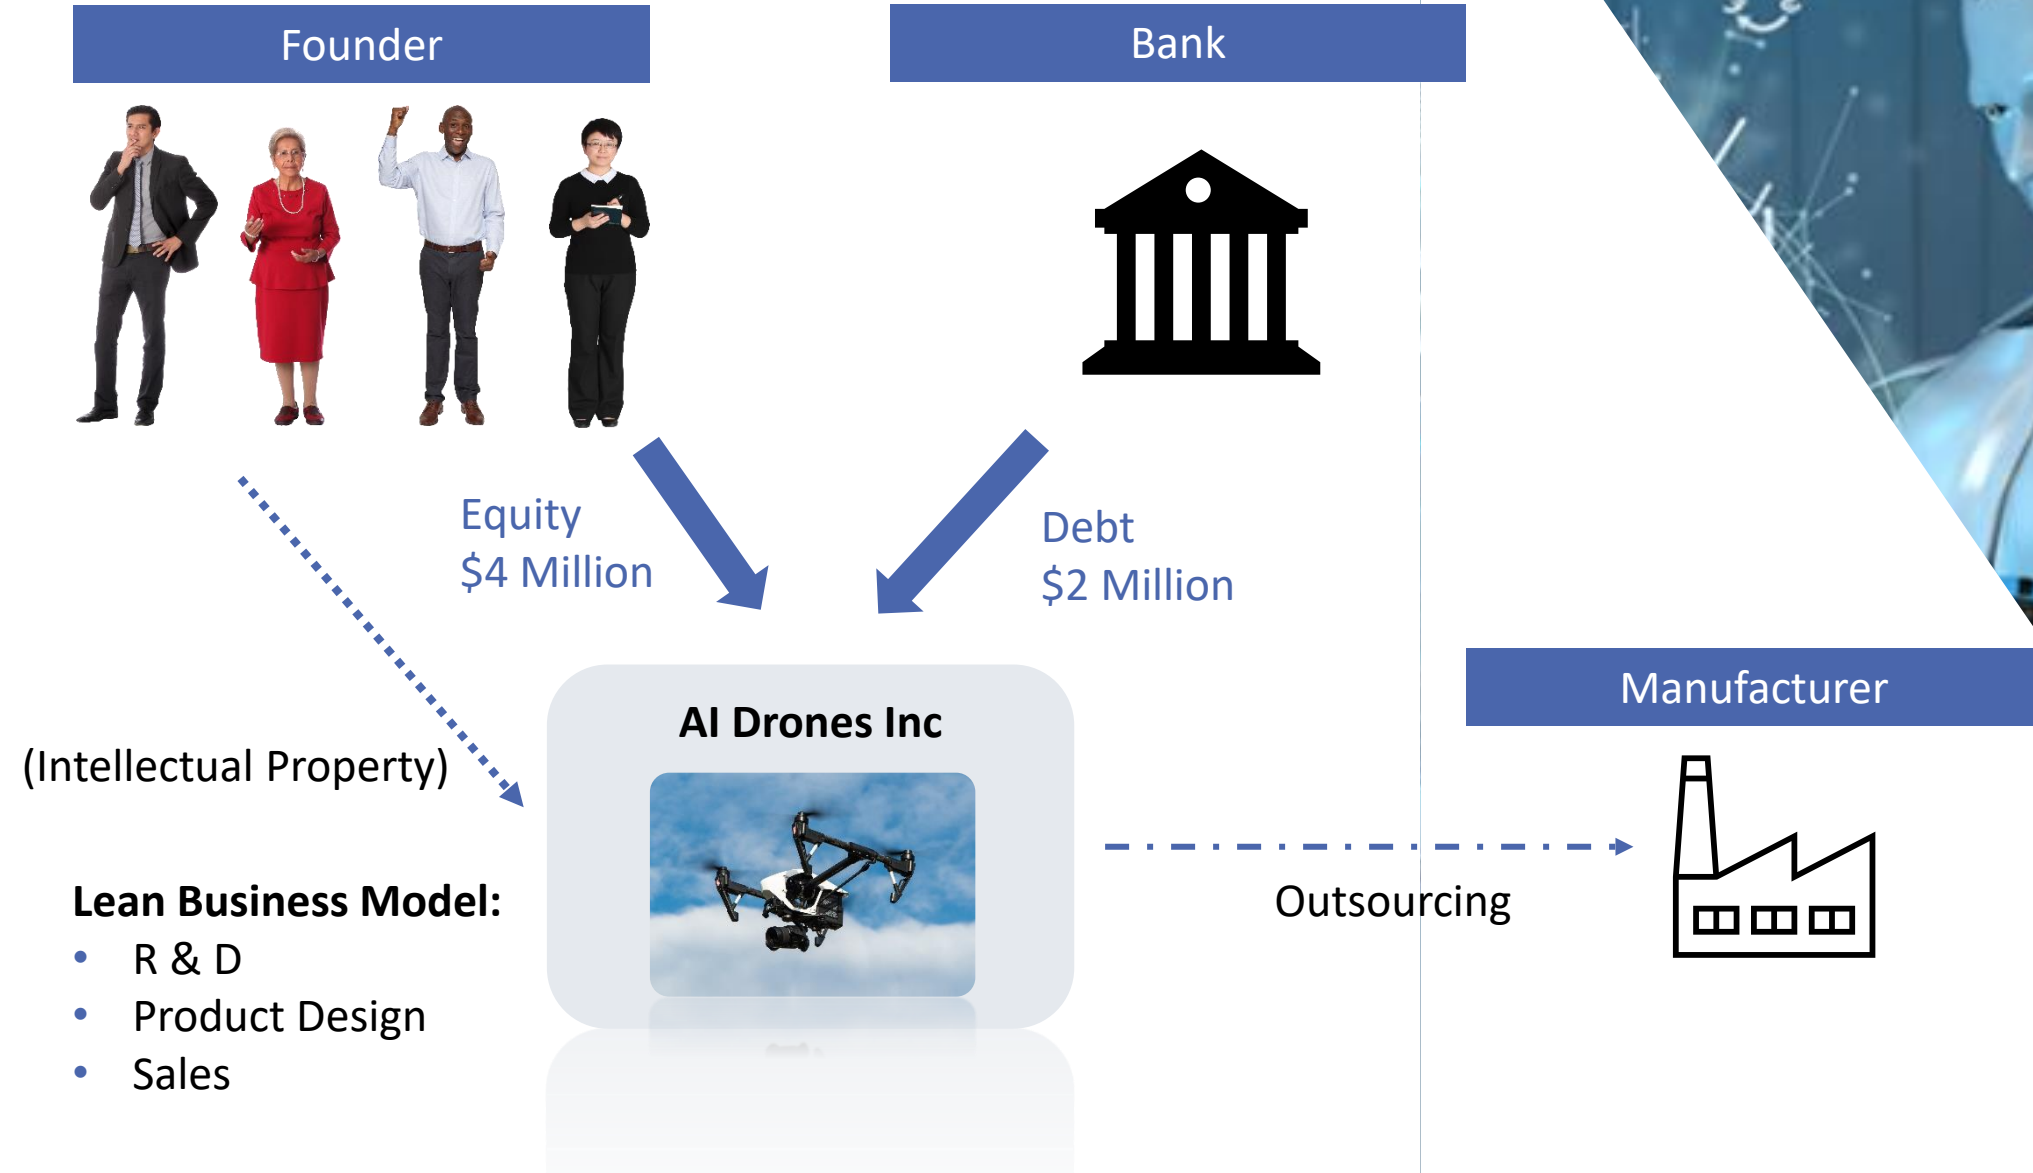 Founder
Bank
Equity
$4 Million
Debt
$2 Million
Manufacturer
AI Drones Inc
(Intellectual Property)
Outsourcing
Lean Business Model:
• R & D
• Product Design
• Sales